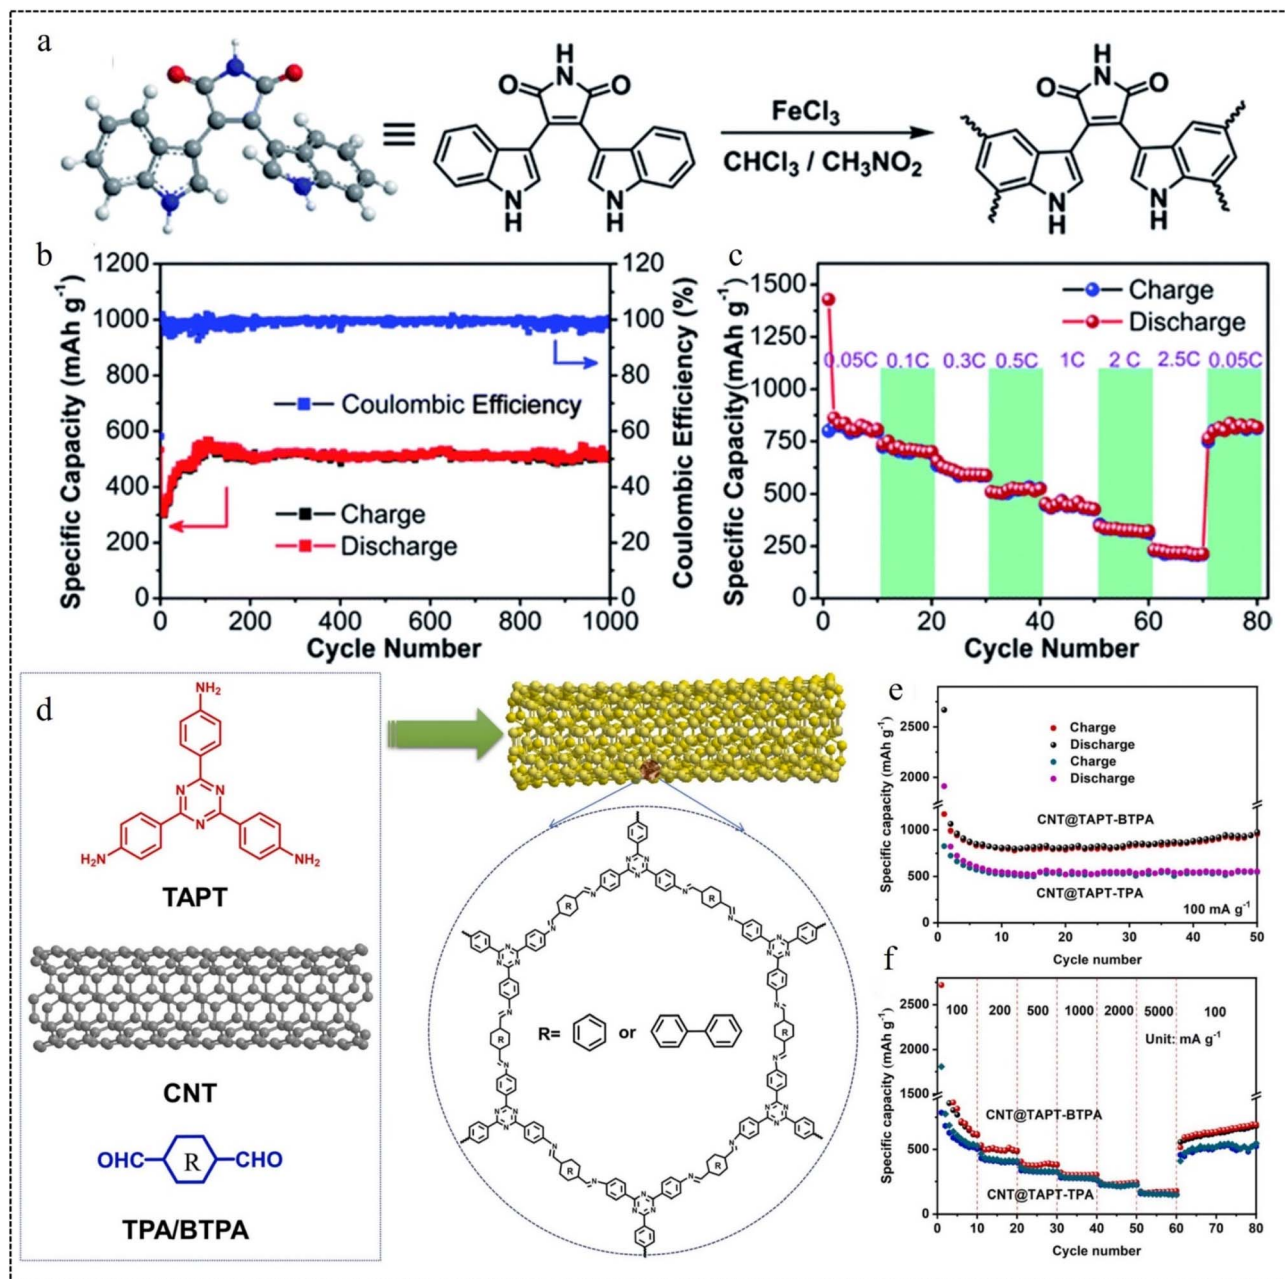 a
H
N
O
O
N
H
N
H
FeCl3
CHCl3 / CH3NO2
H
N
O
O
N
H
N
H
b
Specific Capacity (mAh g-1)
1200
1000
800
600
400
200
0
Coulombic Efficiency
Charge
Discharge
0
200
400
600
800
1000
Cycle Number
120
100
80
60
40
20
0
Coulombic Efficiency (%)
c
Specific Capacity(mAh g-1)
1500
1250
1000
750
500
250
0
Charge
Discharge
0.05C
0.1C
0.3C
0.5C
1C
2 C
2.5C
0.05C
0
20
40
60
80
Cycle Number
d
NH2
N
N
N
H2N
NH2
TAPT
CNT
OHC
R
CHO
TPA/BTPA
R=
or
e
Specific capacity (mAh g-1)
2500
2000
1000
500
0
Charge
Discharge
Charge
Discharge
CNT@TAPT-BTPA
CNT@TAPT-TPA
100 mA g-1
0
10
20
30
40
50
Cycle number
f
Specific capacity (mAh g-1)
2500
2000
1500
500
0
100
200
500
1000
2000
5000
100
Unit: mA g-1
CNT@TAPT-BTPA
CNT@TAPT-TPA
0
10
20
30
40
50
60
70
80
Cycle number